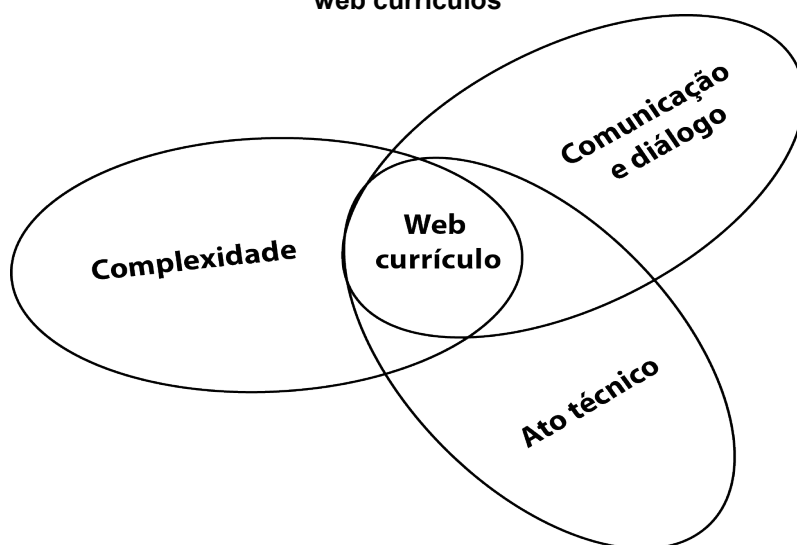 web currículos
Comunicação
e diálogo
Web
currículo
Complexidade
Ato técnico